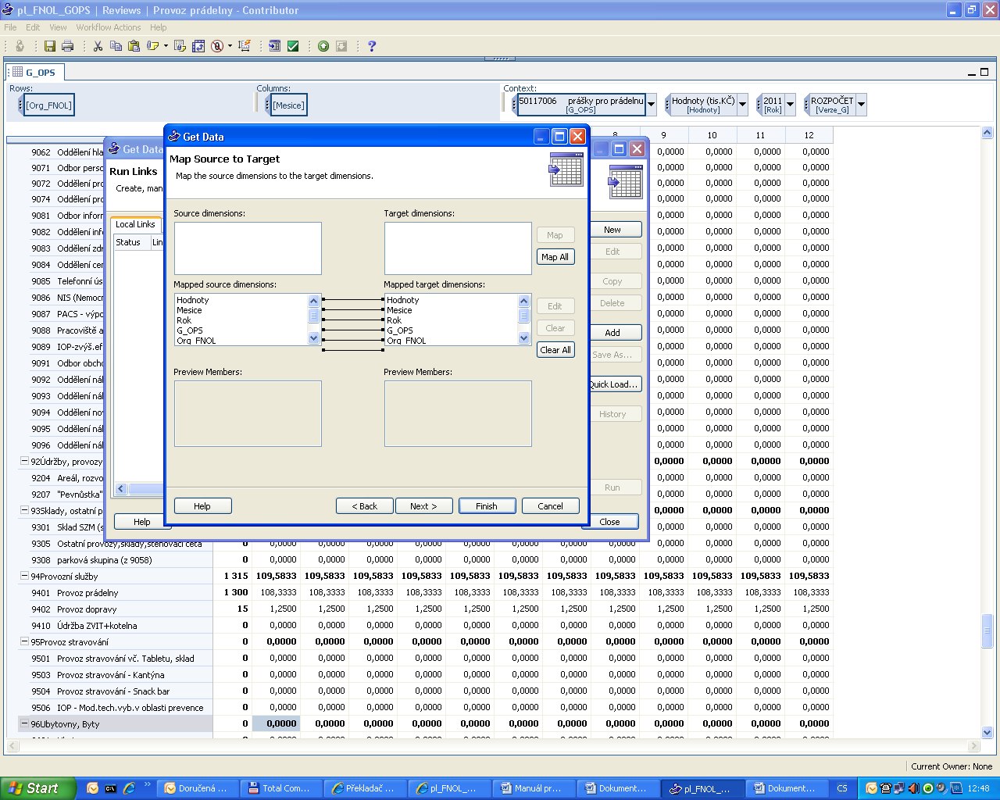 pl_FNOL_GOPS | Reviews | Provoz prádelny - Contributor
File Edit View Workflow Actions Help
G_OPS
Rows: Columns: Context:
[Org_FNOL] [Mesice]
50117006 prášky pro prádelnu [G_OPS]
Hodnoty (tis.KČ) [Hodnoty]
2011 [Rok]
ROZPOČET [Verze_G]
8 9 10 11 12
Get Data
Run Links
Create, man
Local Links
Status Lin
New
Edit
Copy
Delete
Add
Save As...
Quick Load...
History
Run
Help
Close
Get Data
Map Source to Target
Map the source dimensions to the target dimensions.
Source dimensions: Target dimensions:
Map
Map All
Mapped source dimensions: Mapped target dimensions:
Hodnoty Hodnoty
Mesice Mesice
Rok Rok
G_OPS G_OPS
Org_FNOL Org_FNOL
Edit
Clear
Clear All
Preview Members: Preview Members:
Help < Back Next > Finish Cancel
9062 Oddělení hla 0,0000 0,0000 0,0000 0,0000
9071 Odbor perso 0,0000 0,0000 0,0000 0,0000
9072 Oddělení pro 0,0000 0,0000 0,0000 0,0000
9074 Oddělení pro 0,0000 0,0000 0,0000 0,0000
9081 Odbor infor 0,0000 0,0000 0,0000 0,0000
9082 Oddělení info 0,0000 0,0000 0,0000 0,0000
9083 Oddělení zdr 0,0000 0,0000 0,0000 0,0000
9084 Oddělení cen 0,0000 0,0000 0,0000 0,0000
9085 Telefonní ús 0,0000 0,0000 0,0000 0,0000
9086 NIS (Nemocr 0,0000 0,0000 0,0000 0,0000
9087 PACS - výpo 0,0000 0,0000 0,0000 0,0000
9088 Pracoviště a 0,0000 0,0000 0,0000 0,0000
9089 IOP-zvýš.ef 0,0000 0,0000 0,0000 0,0000
9091 Odbor obcho 0,0000 0,0000 0,0000 0,0000
9092 Oddělení nák 0,0000 0,0000 0,0000 0,0000
9093 Oddělení nák 0,0000 0,0000 0,0000 0,0000
9094 Oddělení nov 0,0000 0,0000 0,0000 0,0000
9095 Oddělení nák 0,0000 0,0000 0,0000 0,0000
9096 Oddělení nák 0,0000 0,0000 0,0000 0,0000
92Údržby, provozy 0,0000 0,0000 0,0000 0,0000
9204 Areál, rozvo 0,0000 0,0000 0,0000 0,0000
9207 "Pevnůstka" 0,0000 0,0000 0,0000 0,0000
93Sklady, ostatní p 0,0000 0,0000 0,0000 0,0000
9301 Sklad SZM (s 0,0000 0,0000 0,0000 0,0000
9305 Ostatní provozy,sklady,stěhovací četa 0 0,0000 0,0000 0,0000 0,0000 0,0000 0,0000 0,0000 0,0000 0,0000 0,0000 0,0000 0,0000
9308 parková skupina (z 9058) 0 0,0000 0,0000 0,0000 0,0000 0,0000 0,0000 0,0000 0,0000 0,0000 0,0000 0,0000 0,0000
94Provozní služby 1 315 109,5833 109,5833 109,5833 109,5833 109,5833 109,5833 109,5833 109,5833 109,5833 109,5833 109,5833 109,5833
9401 Provoz prádelny 1 300 108,3333 108,3333 108,3333 108,3333 108,3333 108,3333 108,3333 108,3333 108,3333 108,3333 108,3333 108,3333
9402 Provoz dopravy 15 1,2500 1,2500 1,2500 1,2500 1,2500 1,2500 1,2500 1,2500 1,2500 1,2500 1,2500 1,2500
9410 Údržba ZVIT+kotelna 0 0,0000 0,0000 0,0000 0,0000 0,0000 0,0000 0,0000 0,0000 0,0000 0,0000 0,0000 0,0000
95Provoz stravování 0 0,0000 0,0000 0,0000 0,0000 0,0000 0,0000 0,0000 0,0000 0,0000 0,0000 0,0000 0,0000
9501 Provoz stravování vč. Tabletu, sklad 0 0,0000 0,0000 0,0000 0,0000 0,0000 0,0000 0,0000 0,0000 0,0000 0,0000 0,0000 0,0000
9503 Provoz stravování - Kantýna 0 0,0000 0,0000 0,0000 0,0000 0,0000 0,0000 0,0000 0,0000 0,0000 0,0000 0,0000 0,0000
9504 Provoz stravování - Snack bar 0 0,0000 0,0000 0,0000 0,0000 0,0000 0,0000 0,0000 0,0000 0,0000 0,0000 0,0000 0,0000
9506 IOP - Mod.tech.vyb.v oblasti prevence 0 0,0000 0,0000 0,0000 0,0000 0,0000 0,0000 0,0000 0,0000 0,0000 0,0000 0,0000 0,0000
96Ubytovny, Byty 0 0,0000 0,0000 0,0000 0,0000 0,0000 0,0000 0,0000 0,0000 0,0000 0,0000 0,0000 0,0000
Current Owner: None
Start Doručená ... Total Com... Překladač ... pl_FNOL_... Manuál pr... Dokument... pl_FNOL_... Dokument... CS 12:48